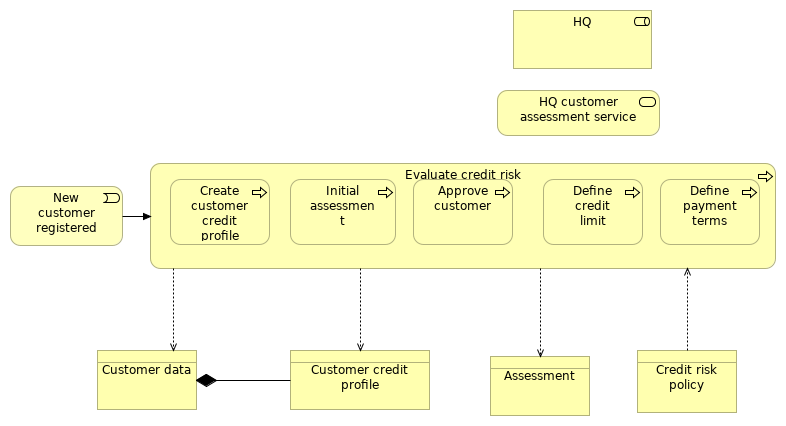 HQ
HQ customer
assessment service
Evaluate credit risk
New
customer
registered
Create
customer
credit
profile
Initial
assessmen
t
Approve
customer
Define
credit
limit
Define
payment
terms
Customer data
Customer credit
profile
Assessment
Credit risk
policy